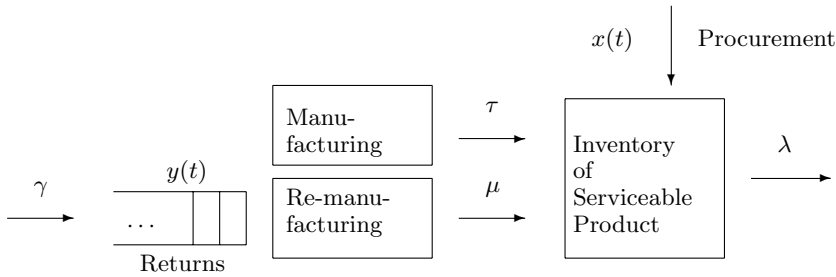 x(t)
Procurement
Manu-
facturing
τ
y(t)
γ
...
Returns
Re-manu-
facturing
μ
Inventory
of
Serviceable
Product
λ